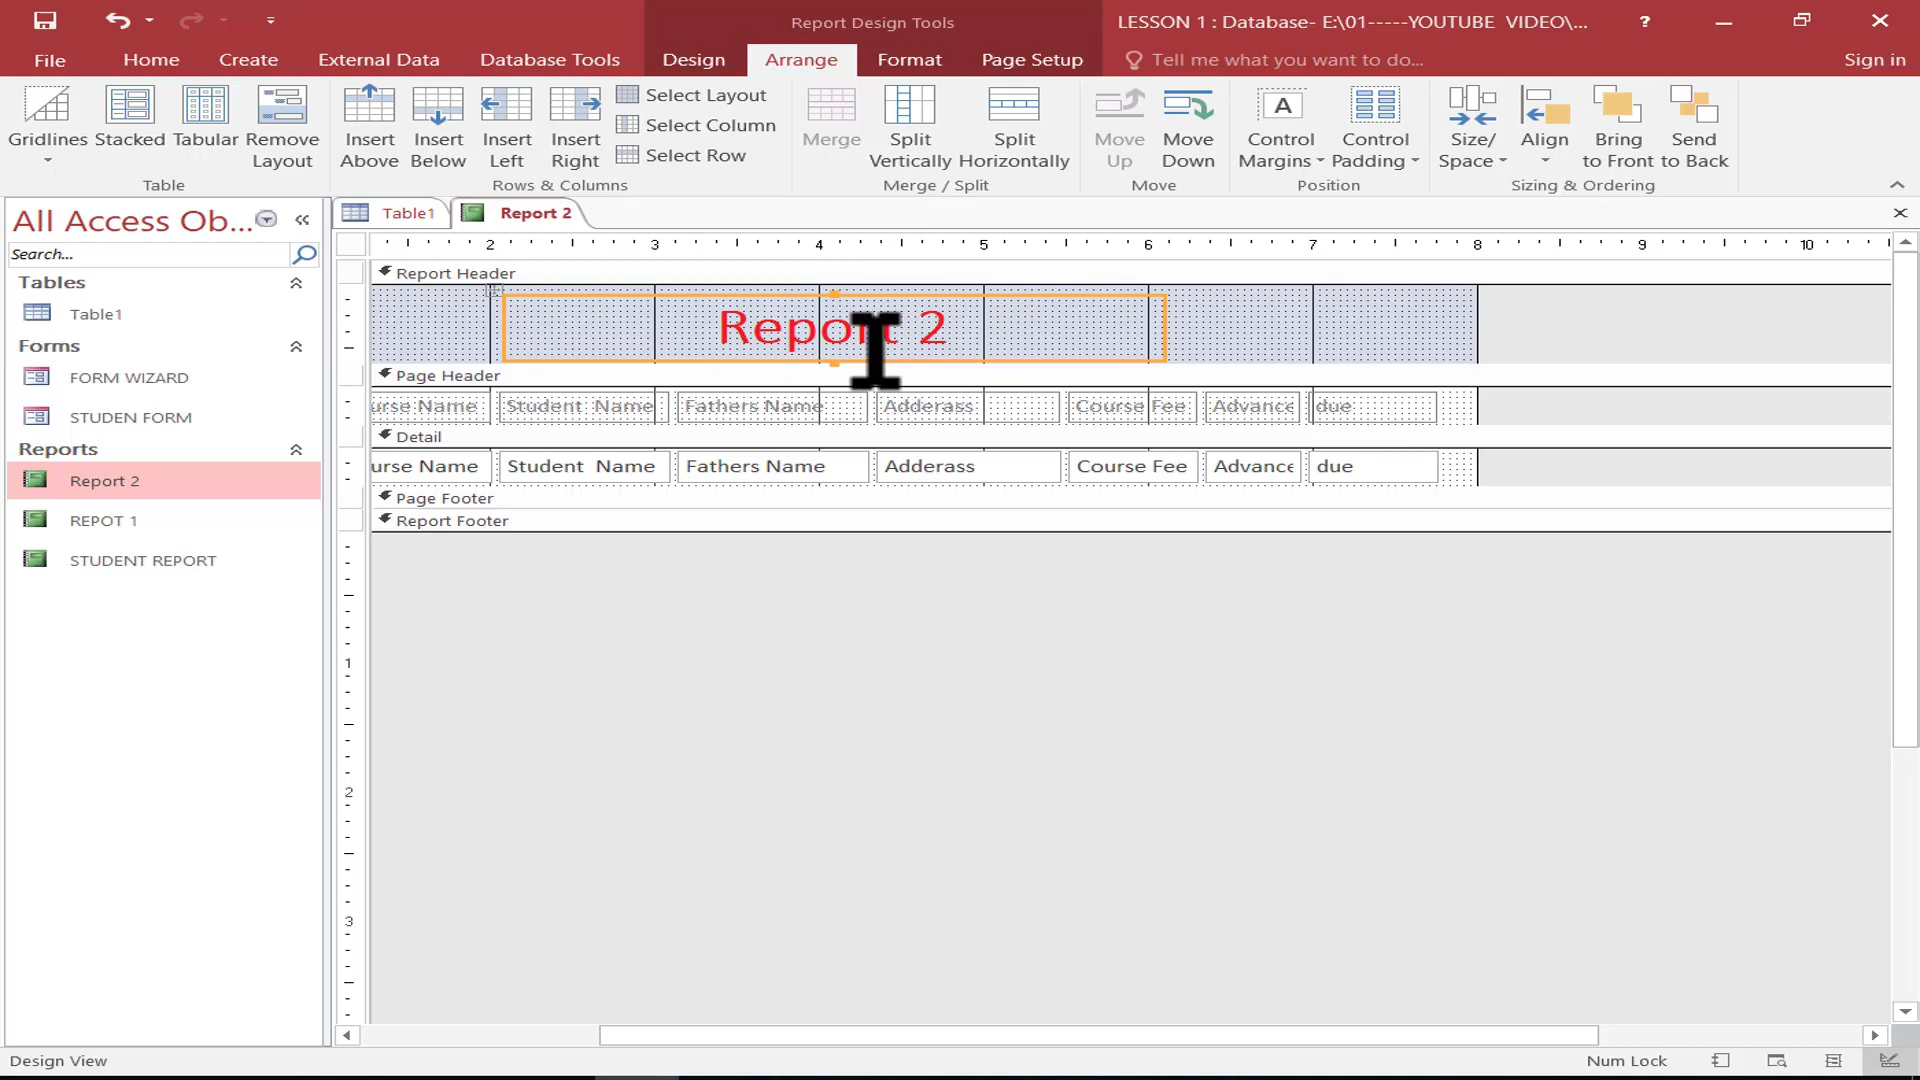 Report Design Tools
LESSON 1 : Database- E:\01-----YOUTUBE VIDEO\... ?
File Home Create External Data Database Tools Design Arrange Format Page Setup Tell me what you want to do... Sign in
Gridlines Stacked Tabular Remove Layout
Insert Above Insert Below Insert Left Insert Right
Select Layout
Select Column
Select Row
Merge Split Vertically Split Horizontally
Move Up Move Down
A
Control Margins Control Padding
Size/ Space Align Bring to Front Send to Back
Table Rows & Columns Merge / Split Move Position Sizing & Ordering
All Access Ob...
Search...
Tables
Table1
Forms
FORM WIZARD
STUDEN FORM
Reports
Report 2
REPOT 1
STUDENT REPORT
Table1 Report 2
2 3 4 5 6 7 8 9 10
Report Header
Report 2
Page Header
urse Name Student Name Fathers Name Adderass Course Fee Advance due
Detail
urse Name Student Name Fathers Name Adderass Course Fee Advance due
Page Footer
Report Footer
1
2
3
Design View Num Lock